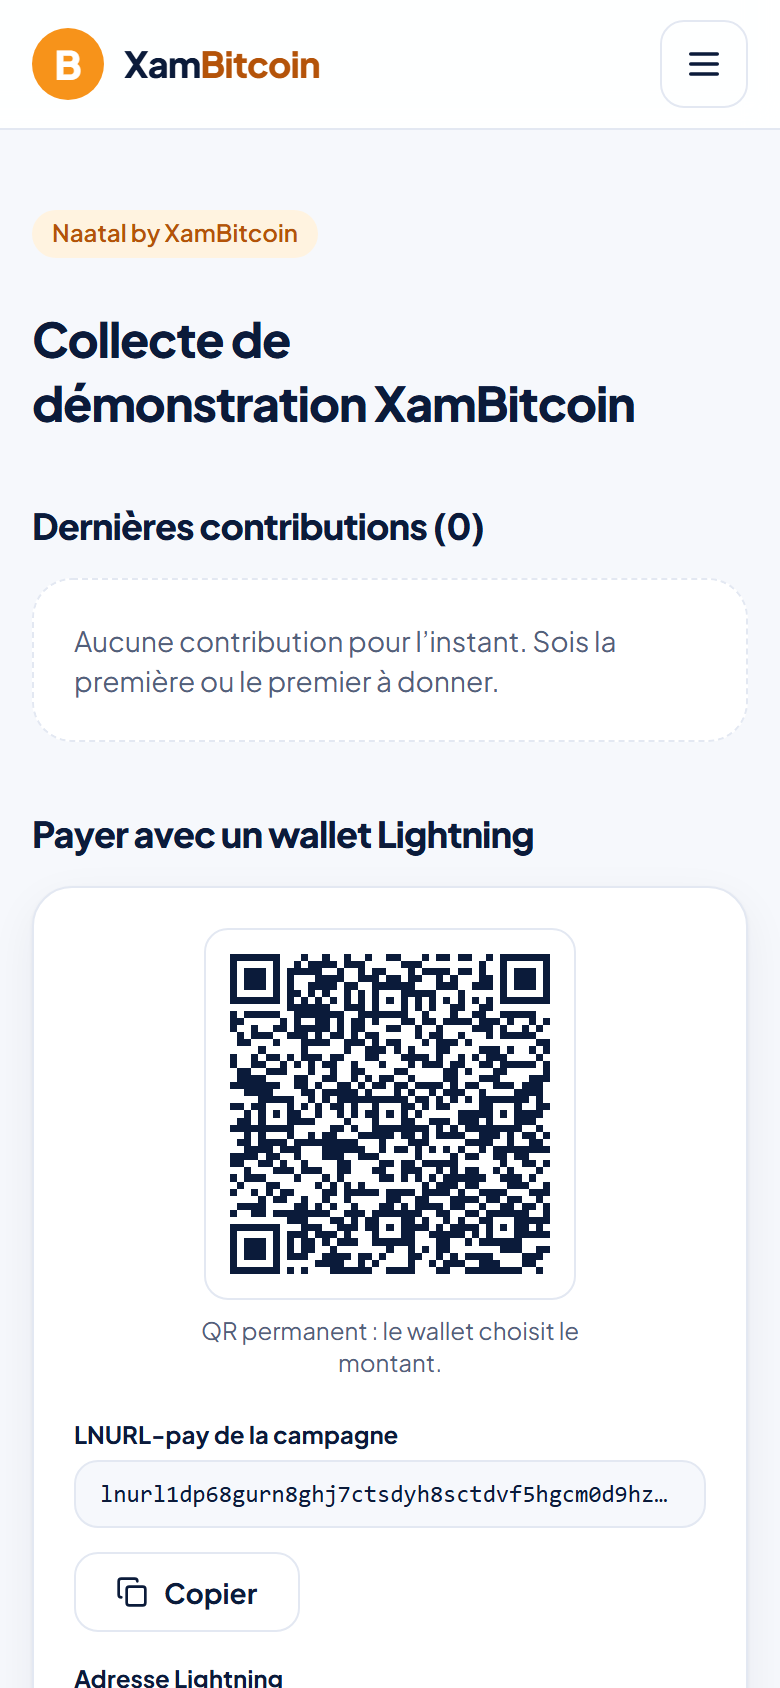 B XamBitcoin
Naatal by XamBitcoin
Collecte de
démonstration XamBitcoin
Dernières contributions (0)
Aucune contribution pour l’instant. Sois la
première ou le premier à donner.
Payer avec un wallet Lightning
QR permanent : le wallet choisit le
montant.
LNURL-pay de la campagne
lnurl1dp68gurn8ghj7ctsdyh8sctdvf5hgcm0d9hz…
Copier
Adresse Lightning